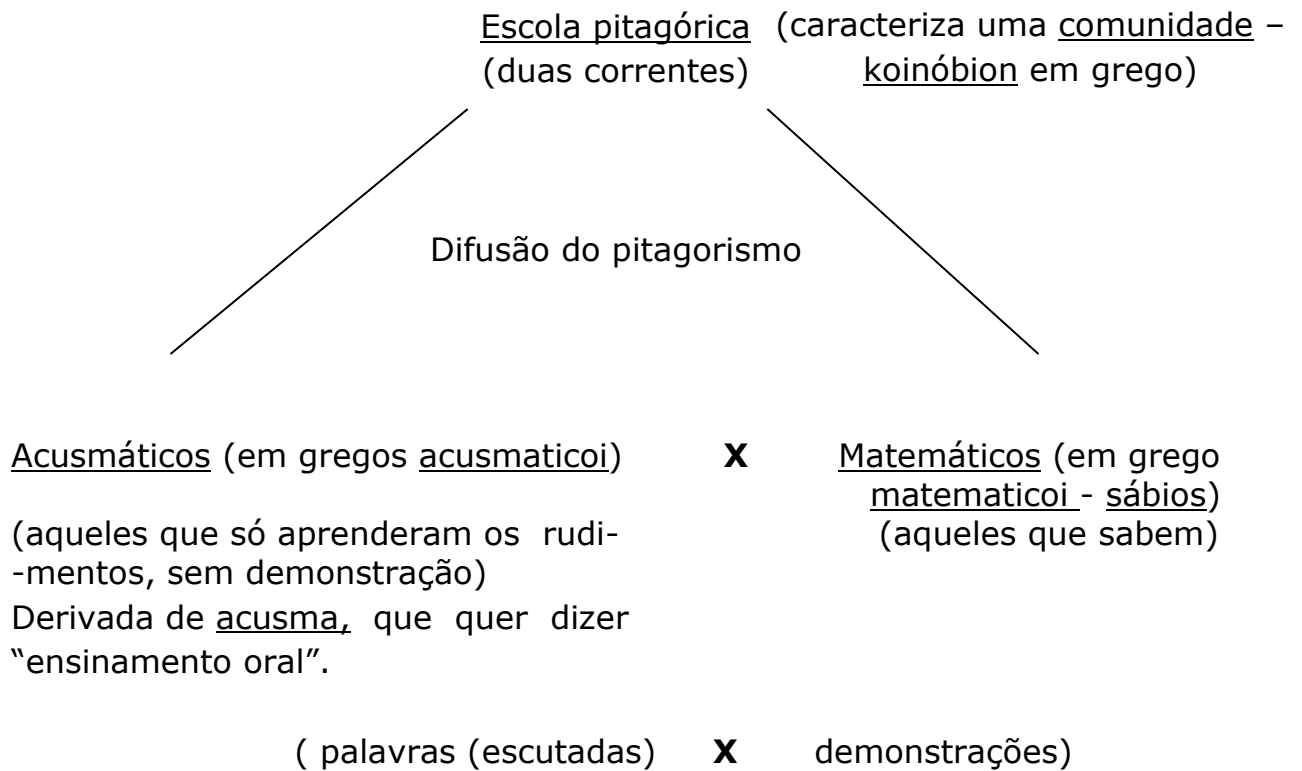 Escola pitagórica (caracteriza uma comunidade –
(duas correntes) koinóbion em grego)
Difusão do pitagorismo
Acusmáticos (em gregos acusmaticoi) X Matemáticos (em grego
matematicoi - sábios)
(aqueles que só aprenderam os rudi- (aqueles que sabem)
-mentos, sem demonstração)
Derivada de acusma, que quer dizer
“ensinamento oral”.
( palavras (escutadas) X demonstrações)